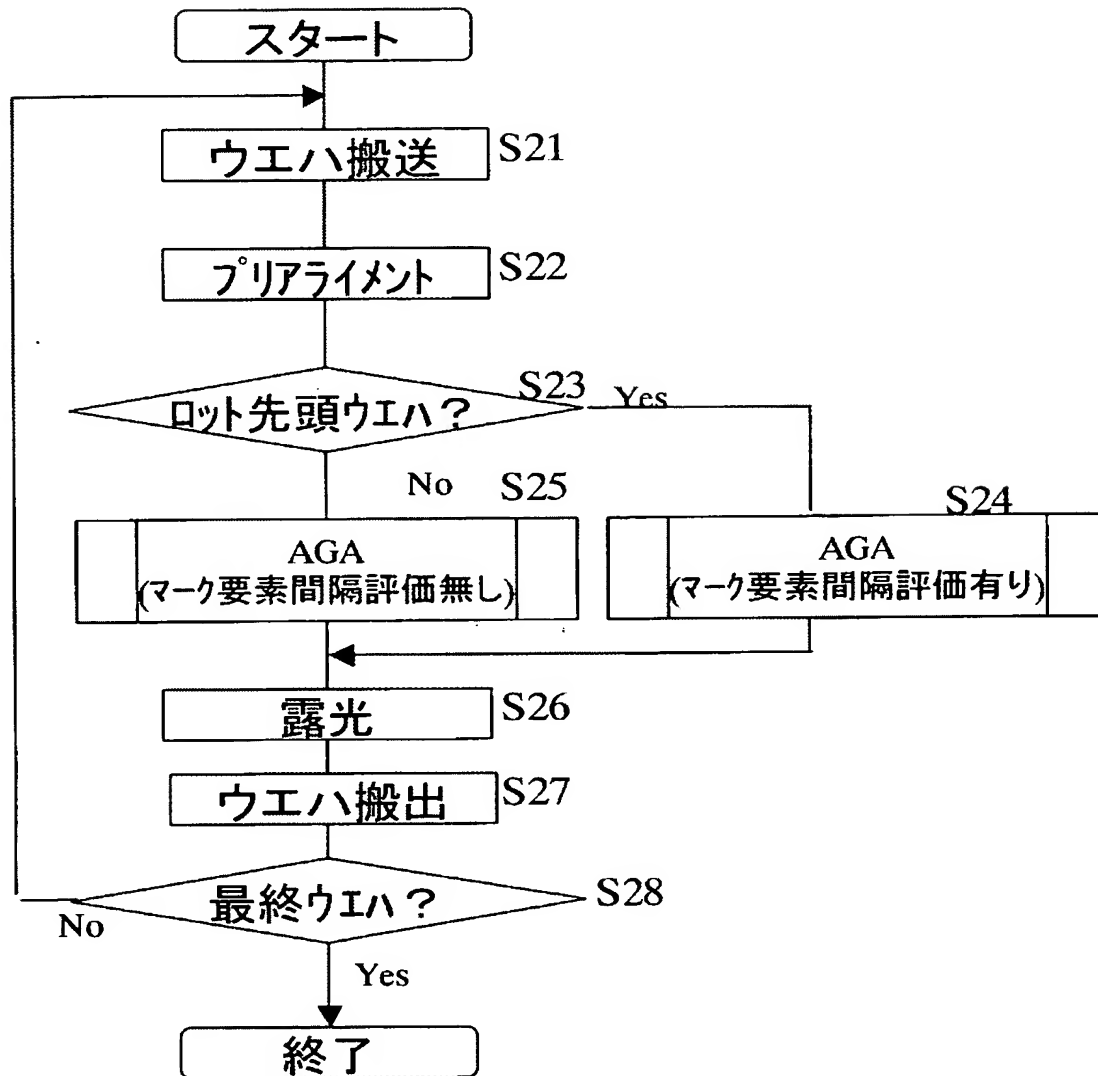 スタート
ウエハ搬送
S21
プリアライメント
S22
ロット先頭ウエハ?
S23
Yes
No
S25
AGA
(マーク要素間隔評価無し)
S24
AGA
(マーク要素間隔評価有り)
露光
S26
ウエハ搬出
S27
最終ウエハ?
S28
No
Yes
終了